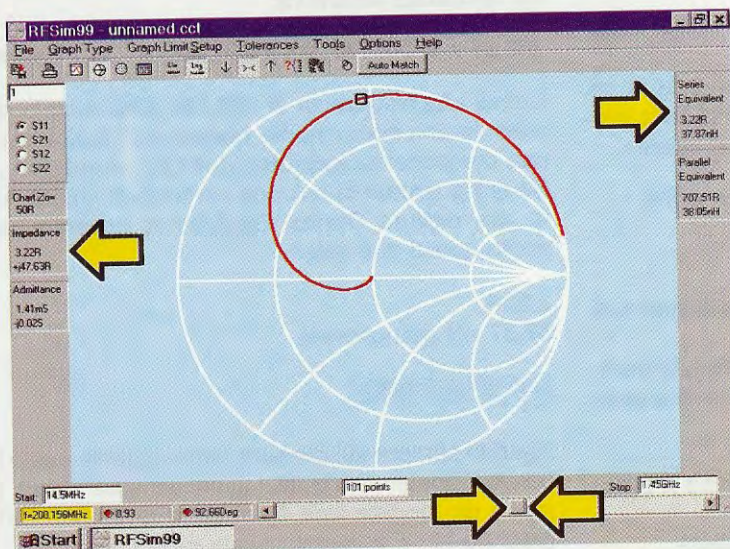 RFSim99 - unnamed.cct
File Graph Type Graph Limit Setup Tolerances Tools Options Help
Lin Log Auto Match
1
S11
S21
S12
S22
Chart Zo=
50R
Impedance
3.22R
+j47.63R
Admittance
1.41mS
-j0.02S
Series
Equivalent
3.22R
37.87nH
Parallel
Equivalent
707.51R
38.05nH
Start: 14.5MHz 101 points Stop: 1.45GHz
f=200.156MHz 0.93 92.66Deg
Start RFSim99